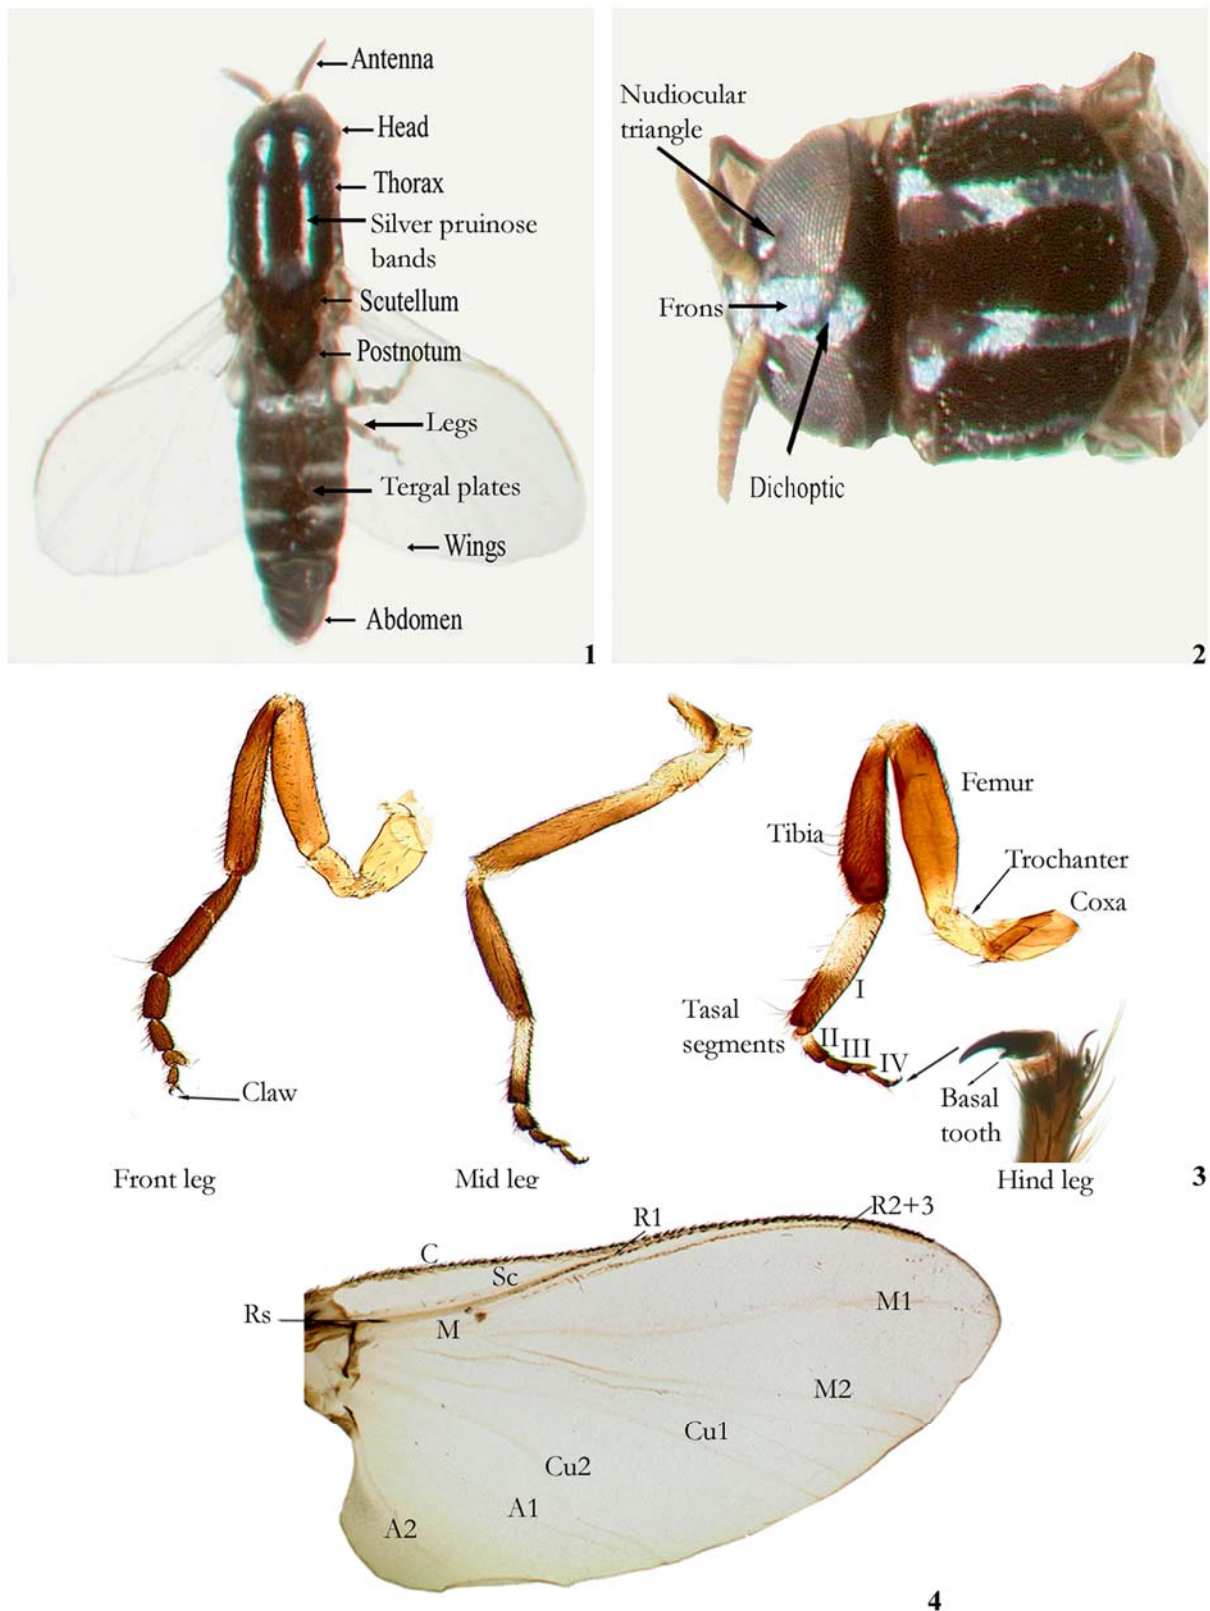 Antenna
Head
Thorax
Silver pruinose
bands
Scutellum
Postnotum
Legs
Tergal plates
Wings
Abdomen
1
Nudiocular
triangle
Frons
Dichoptic
2
Femur
Tibia
Trochanter
Coxa
I
Tasal
segments
II
III
IV
Claw
Basal
tooth
Front leg
Mid leg
Hind leg
3
R2+3
R1
C
Sc
Rs
M
M1
M2
Cu1
Cu2
A1
A2
4